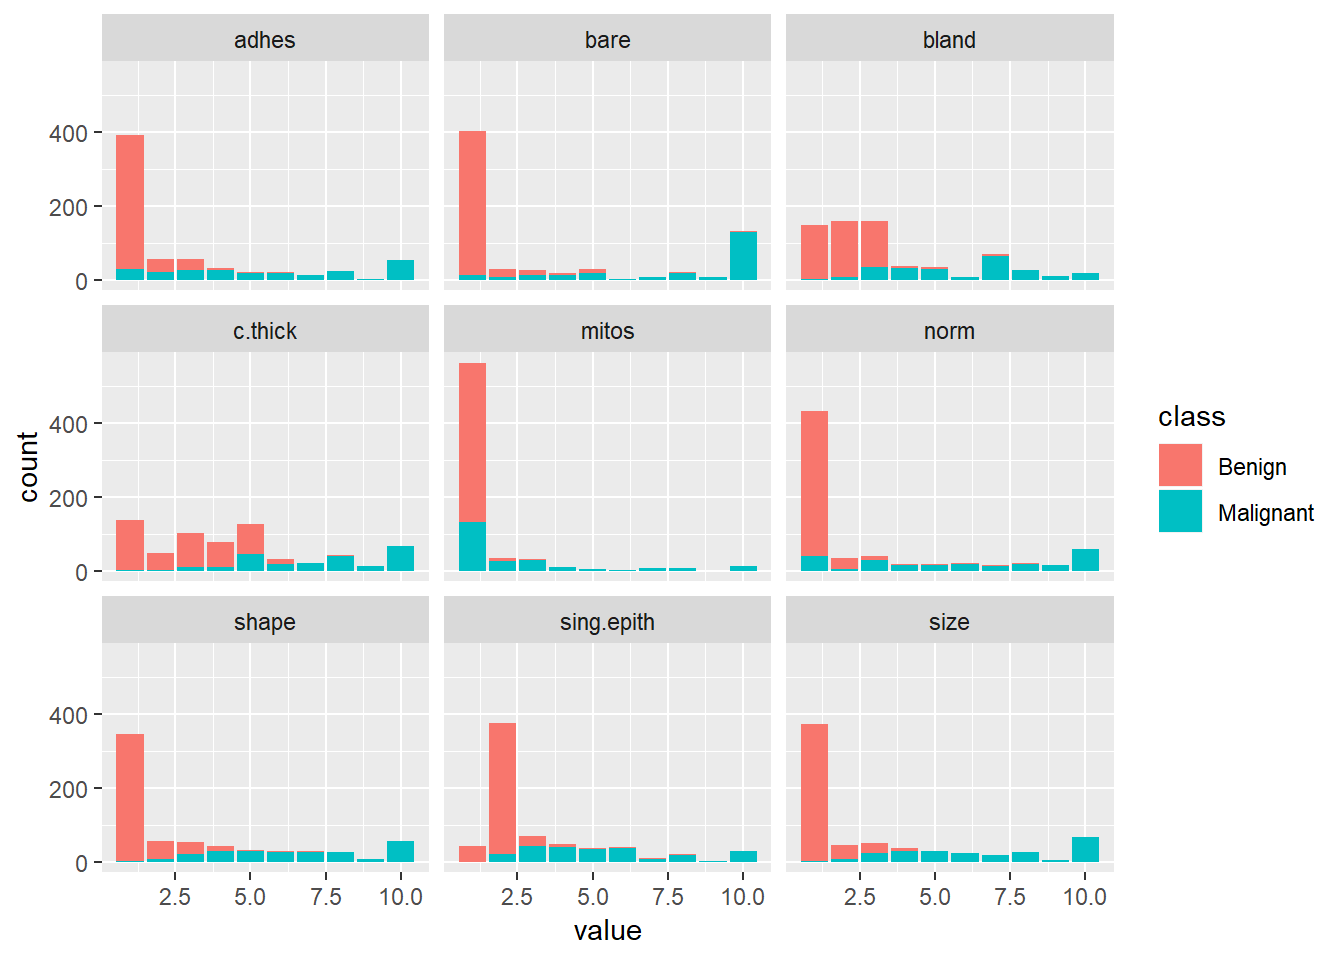 adhes bare bland
400
200
0
c.thick mitos norm
400
200
0
count
shape sing.epith size
400
200
0
2.5 5.0 7.5 10.0 2.5 5.0 7.5 10.0 2.5 5.0 7.5 10.0
value
class
Benign
Malignant